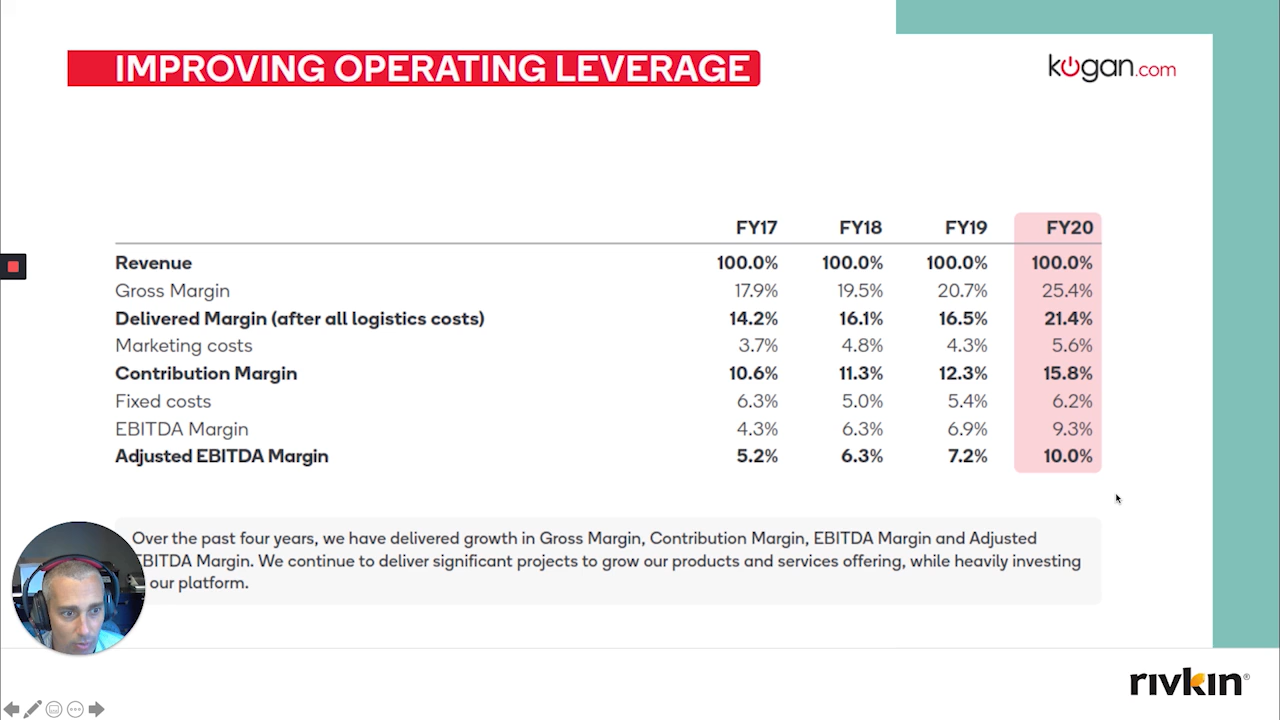 IMPROVING OPERATING LEVERAGE
kogan.com
FY17 FY18 FY19 FY20
Revenue 100.0% 100.0% 100.0% 100.0%
Gross Margin 17.9% 19.5% 20.7% 25.4%
Delivered Margin (after all logistics costs) 14.2% 16.1% 16.5% 21.4%
Marketing costs 3.7% 4.8% 4.3% 5.6%
Contribution Margin 10.6% 11.3% 12.3% 15.8%
Fixed costs 6.3% 5.0% 5.4% 6.2%
EBITDA Margin 4.3% 6.3% 6.9% 9.3%
Adjusted EBITDA Margin 5.2% 6.3% 7.2% 10.0%
Over the past four years, we have delivered growth in Gross Margin, Contribution Margin, EBITDA Margin and Adjusted
EBITDA Margin. We continue to deliver significant projects to grow our products and services offering, while heavily investing
our platform.
rivkin®